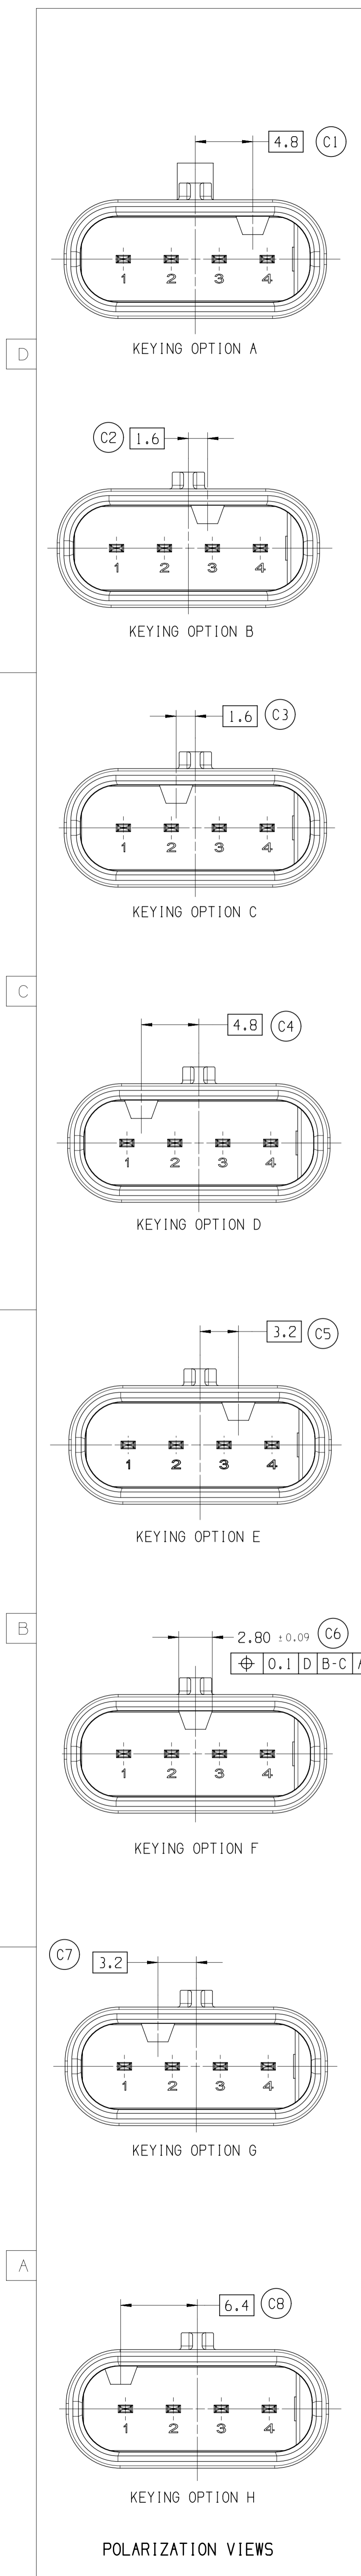 4.8 C1
1 2 3 4
KEYING OPTION A
D
C2 1.6
1 2 3 4
KEYING OPTION B
1.6 C3
1 2 3 4
KEYING OPTION C
C
4.8 C4
1 2 3 4
KEYING OPTION D
3.2 C5
1 2 3 4
KEYING OPTION E
B
2.80 ±0.09 C6
⌖ 0.1 D B-C A
1 2 3 4
KEYING OPTION F
C7 3.2
1 2 3 4
KEYING OPTION G
A
6.4 C8
1 2 3 4
KEYING OPTION H
POLARIZATION VIEWS